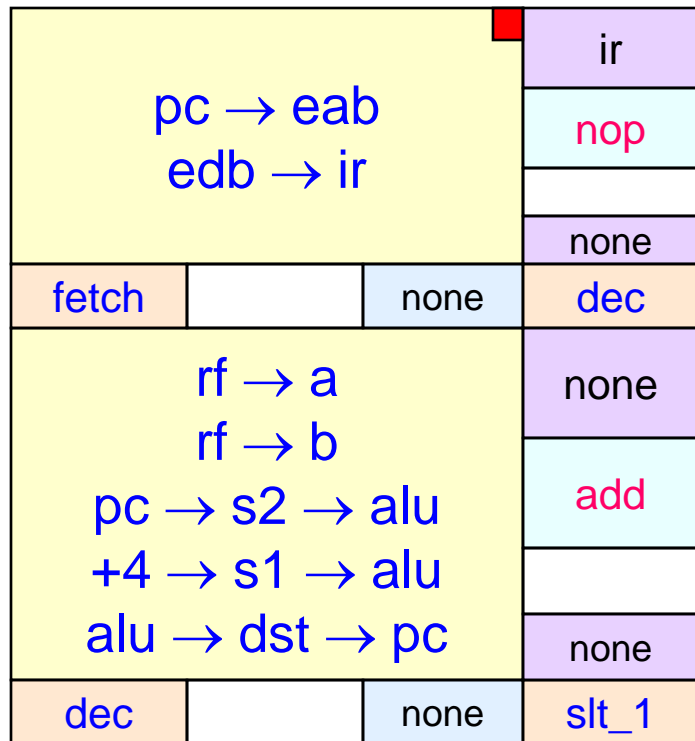 pc → eab
edb → ir
ir
nop
none
fetch
none
dec
rf → a
rf → b
pc → s2 → alu
+4 → s1 → alu
alu → dst → pc
none
add
none
dec
none
slt_1